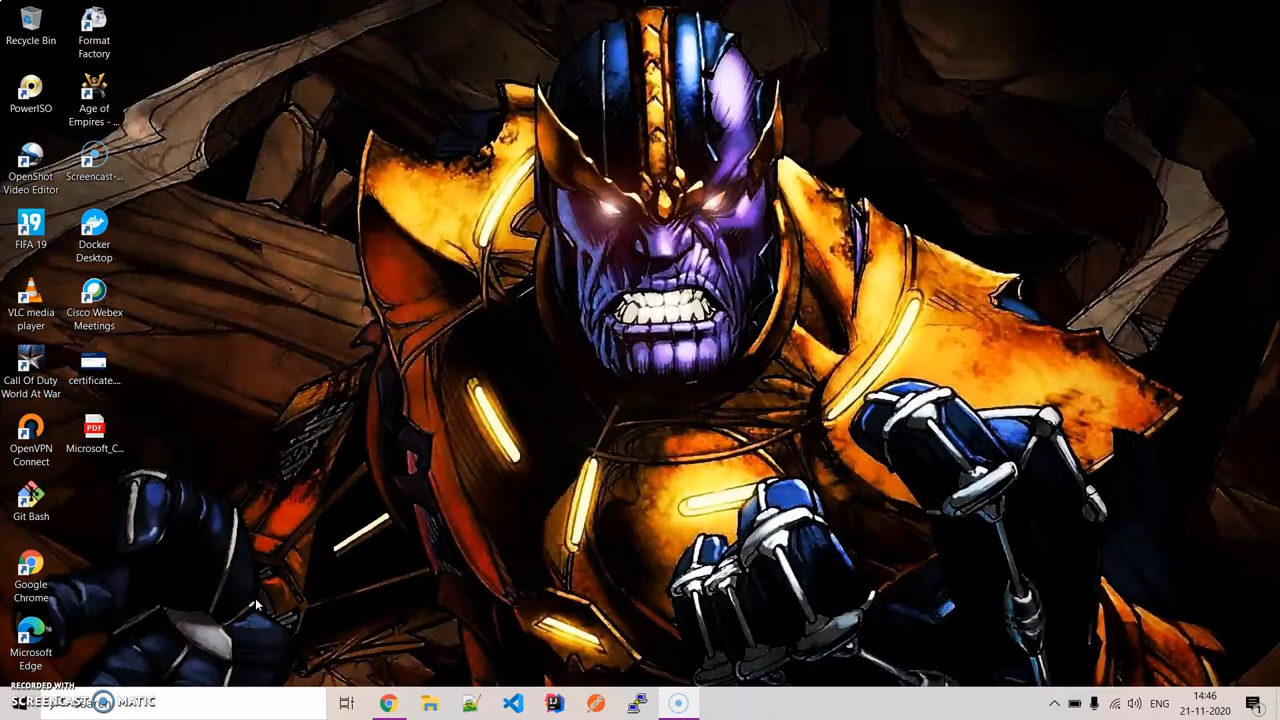 Recycle Bin
Format
Factory
PowerISO
Age of
Empires - ...
OpenShot
Video Editor
Screencast-...
19
FIFA 19
Docker
Desktop
VLC media
player
Cisco Webex
Meetings
Call Of Duty
World At War
certificate....
OpenVPN
Connect
PDF
Microsoft_C...
Git Bash
Google
Chrome
Microsoft
Edge
RECORDED WITH
SCREENCAST MATIC
ENG
14:46
21-11-2020
1